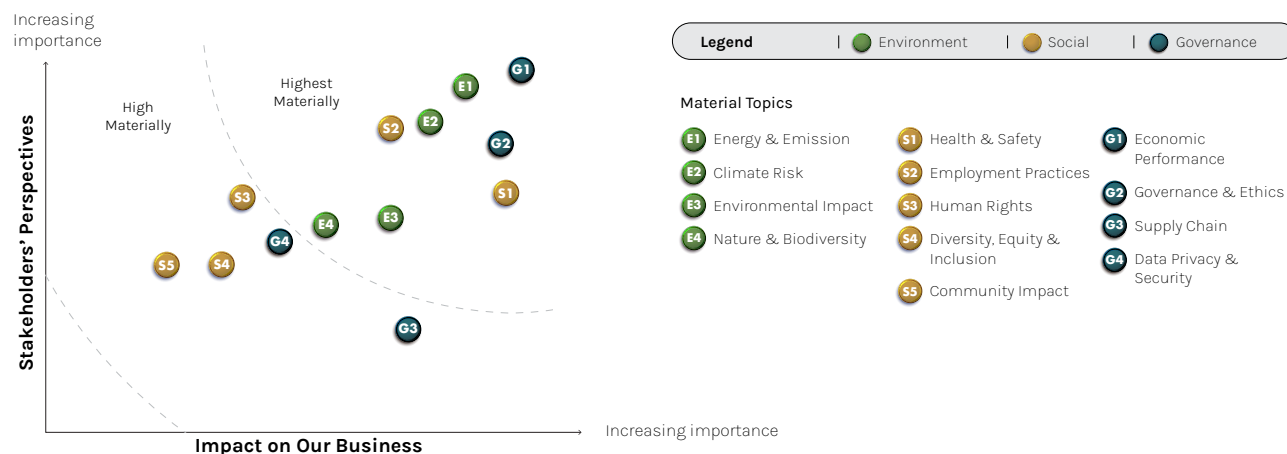 Increasing
importance
Stakeholders' Perspectives
High
Materially
Highest
Materially
E1
G1
S2
E2
G2
S3
S1
E4
E3
G4
S5
S4
G3
Impact on Our Business
Increasing importance
Legend | Environment | Social | Governance
Material Topics
E1 Energy & Emission
E2 Climate Risk
E3 Environmental Impact
E4 Nature & Biodiversity
S1 Health & Safety
S2 Employment Practices
S3 Human Rights
S4 Diversity, Equity &
Inclusion
S5 Community Impact
G1 Economic
Performance
G2 Governance & Ethics
G3 Supply Chain
G4 Data Privacy &
Security